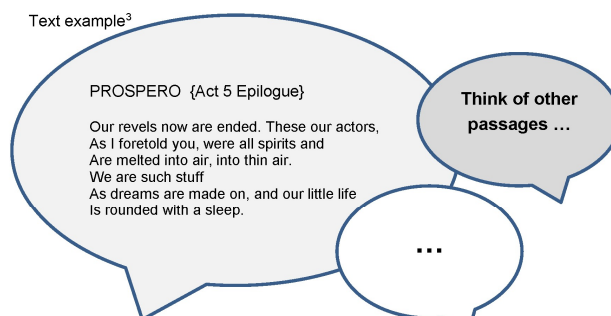 Text example³
PROSPERO {Act 5 Epilogue}
Our revels now are ended. These our actors,
As I foretold you, were all spirits and
Are melted into air, into thin air.
We are such stuff
As dreams are made on, and our little life
Is rounded with a sleep.
Think of other
passages …
…